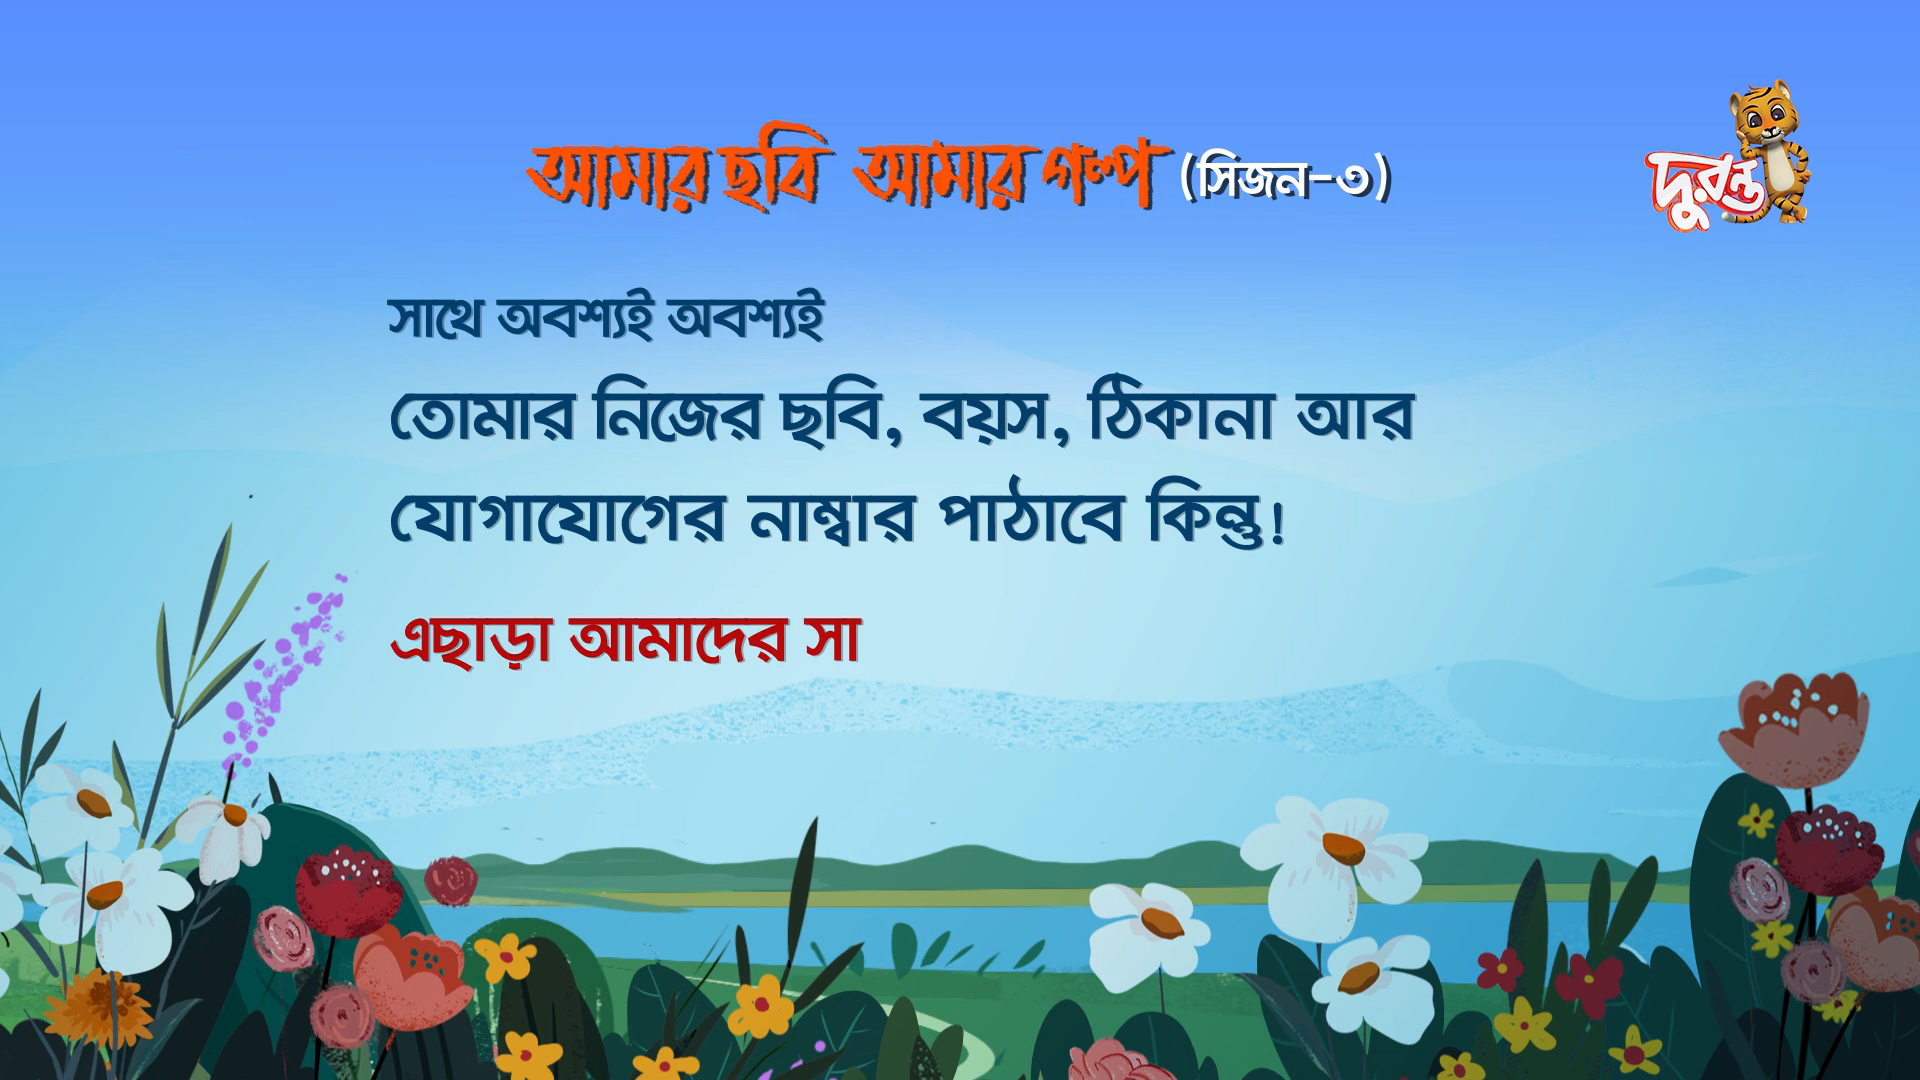 আমার ছবি আমার গল্প (সিজন-৩)
দুরন্ত
সাথে অবশ্যই অবশ্যই
তোমার নিজের ছবি, বয়স, ঠিকানা আর
যোগাযোগের নাম্বার পাঠাবে কিন্তু!
এছাড়া আমাদের সা